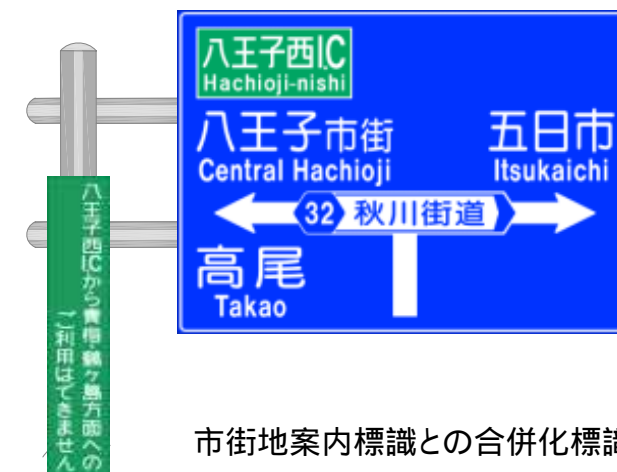 八王子西I.C
Hachioji-nishi
八王子市街
Central Hachioji
五日市
Itsukaichi
32 秋川街道
高尾
Takao
八王子西I.Cから青梅・鶴ヶ島方面への
ご利用はできません
市街地案内標識との合併化標識